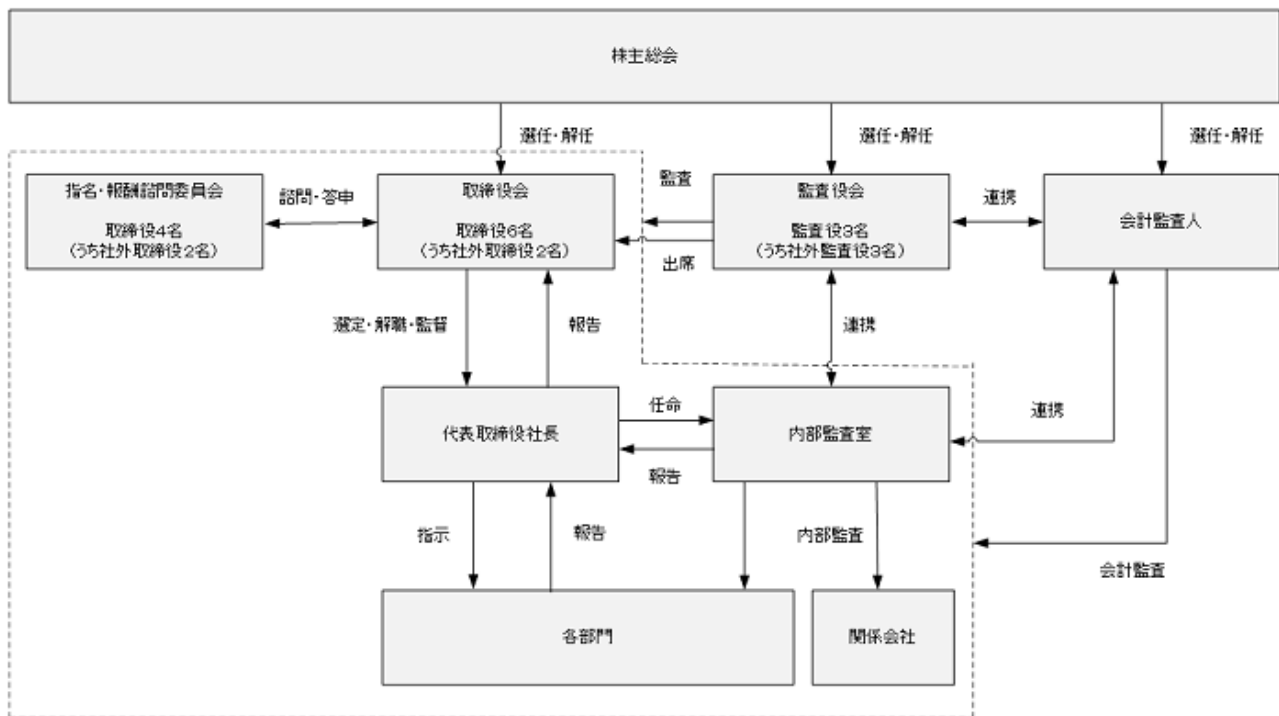 株主総会
選任・解任
選任・解任
選任・解任
指名・報酬諮問委員会
取締役4名
(うち社外取締役2名)
諮問・答申
取締役会
取締役6名
(うち社外取締役2名)
監査
出席
監査役会
監査役3名
(うち社外監査役3名)
連携
会計監査人
選定・解職・監督
報告
連携
代表取締役社長
任命
報告
内部監査室
連携
指示
報告
内部監査
会計監査
各部門
関係会社